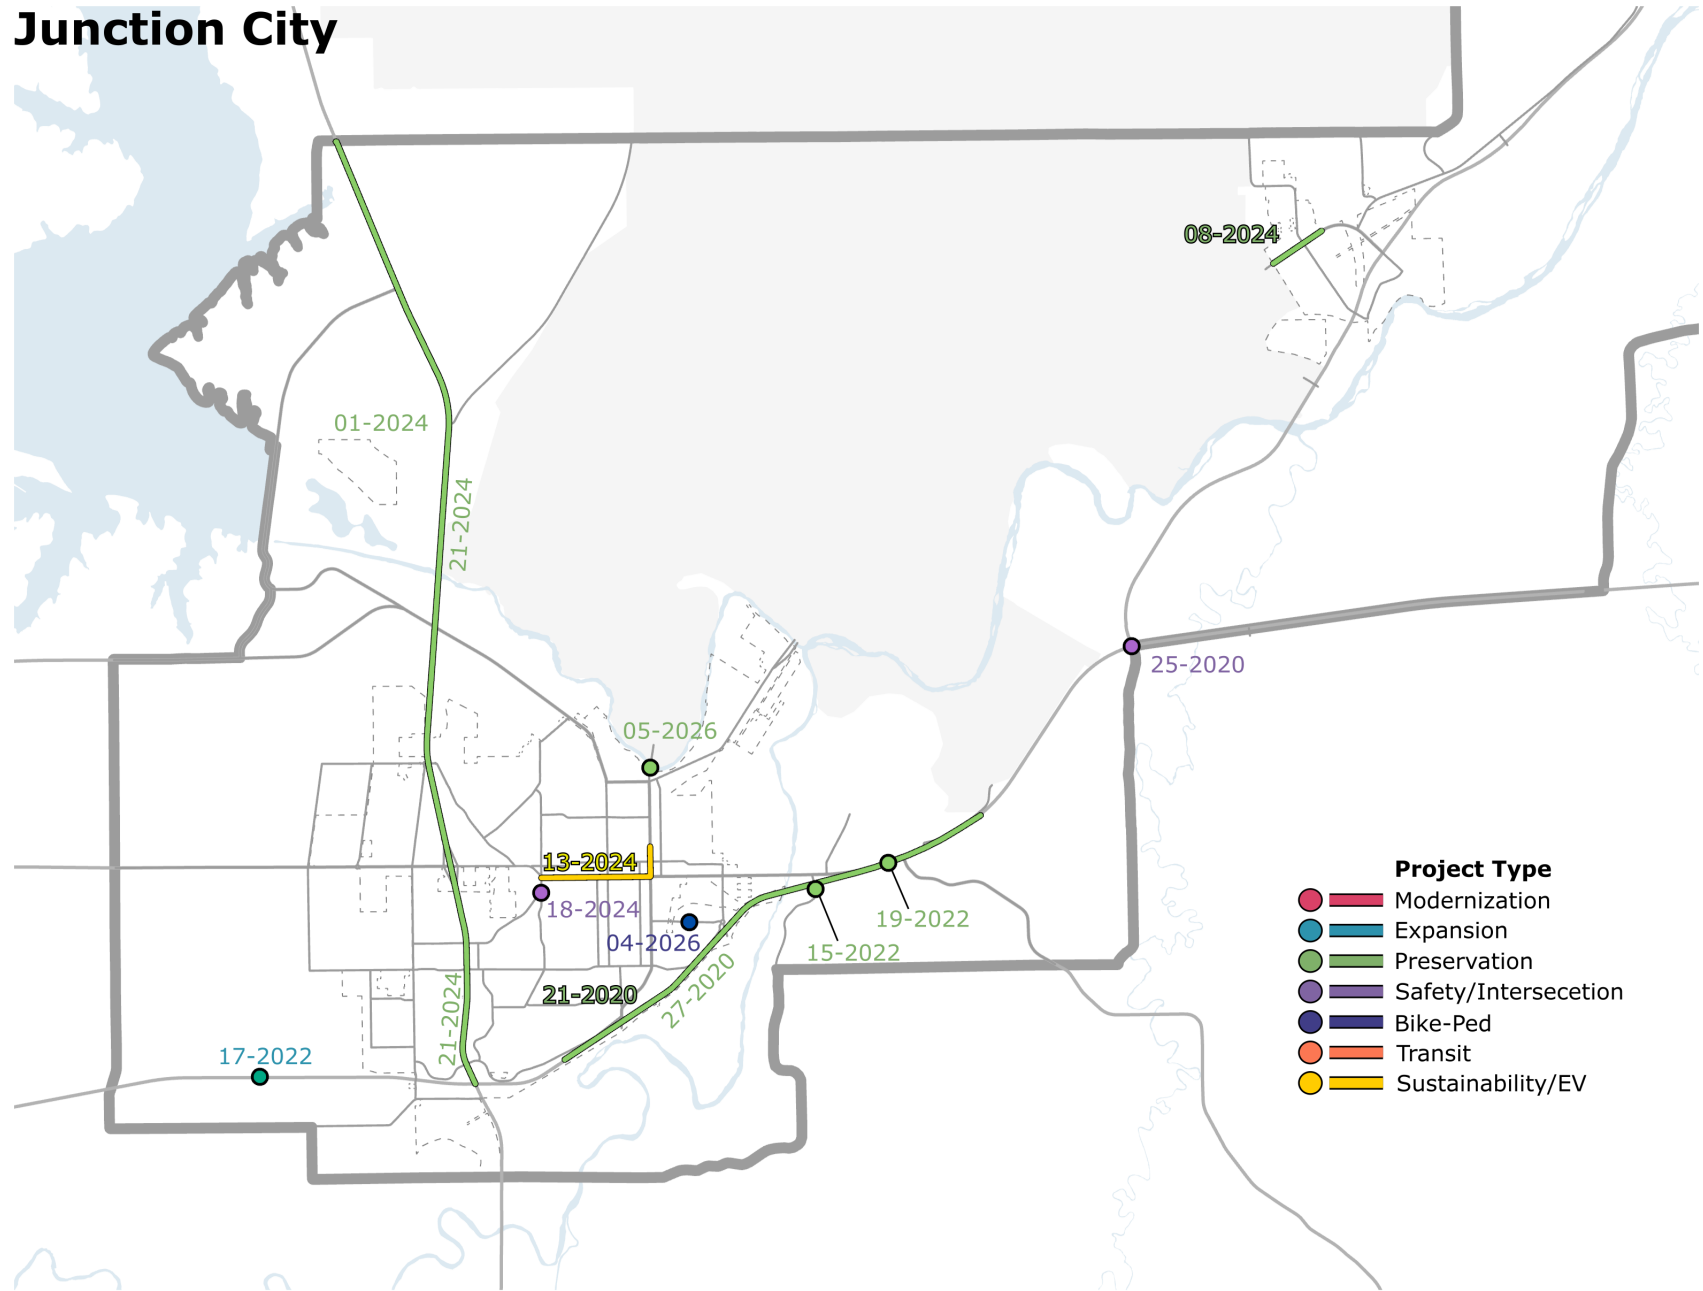 Junction City
08-2024
01-2024
21-2024
25-2020
05-2026
13-2024
18-2024
04-2026
19-2022
15-2022
27-2020
21-2020
21-2024
17-2022
Project Type
Modernization
Expansion
Preservation
Safety/Intersecetion
Bike-Ped
Transit
Sustainability/EV